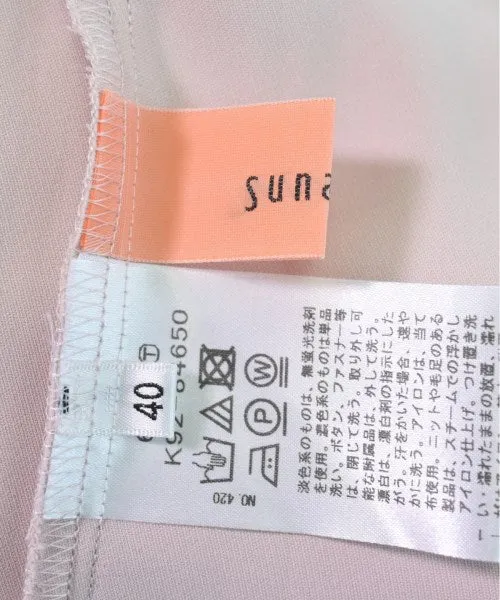 sun
40
K92-84650
W
P
NO. 420
淡色系のものは、無蛍光洗剤
を使用。濃色系のものは単品
洗い。ボタン、ファスナー等
は、閉じて洗う。取り外し可
能な附属品は、外して洗う。
漂白は、漂白剤の指示にした
がう。汗をかいた場合、速や
かに洗う。アイロンは、当て
布使用。ニットや毛足のある
製品は、スチームでの浮かし
アイロン仕上げ。つけ置き洗
い・濡れたままの放置、濡れ